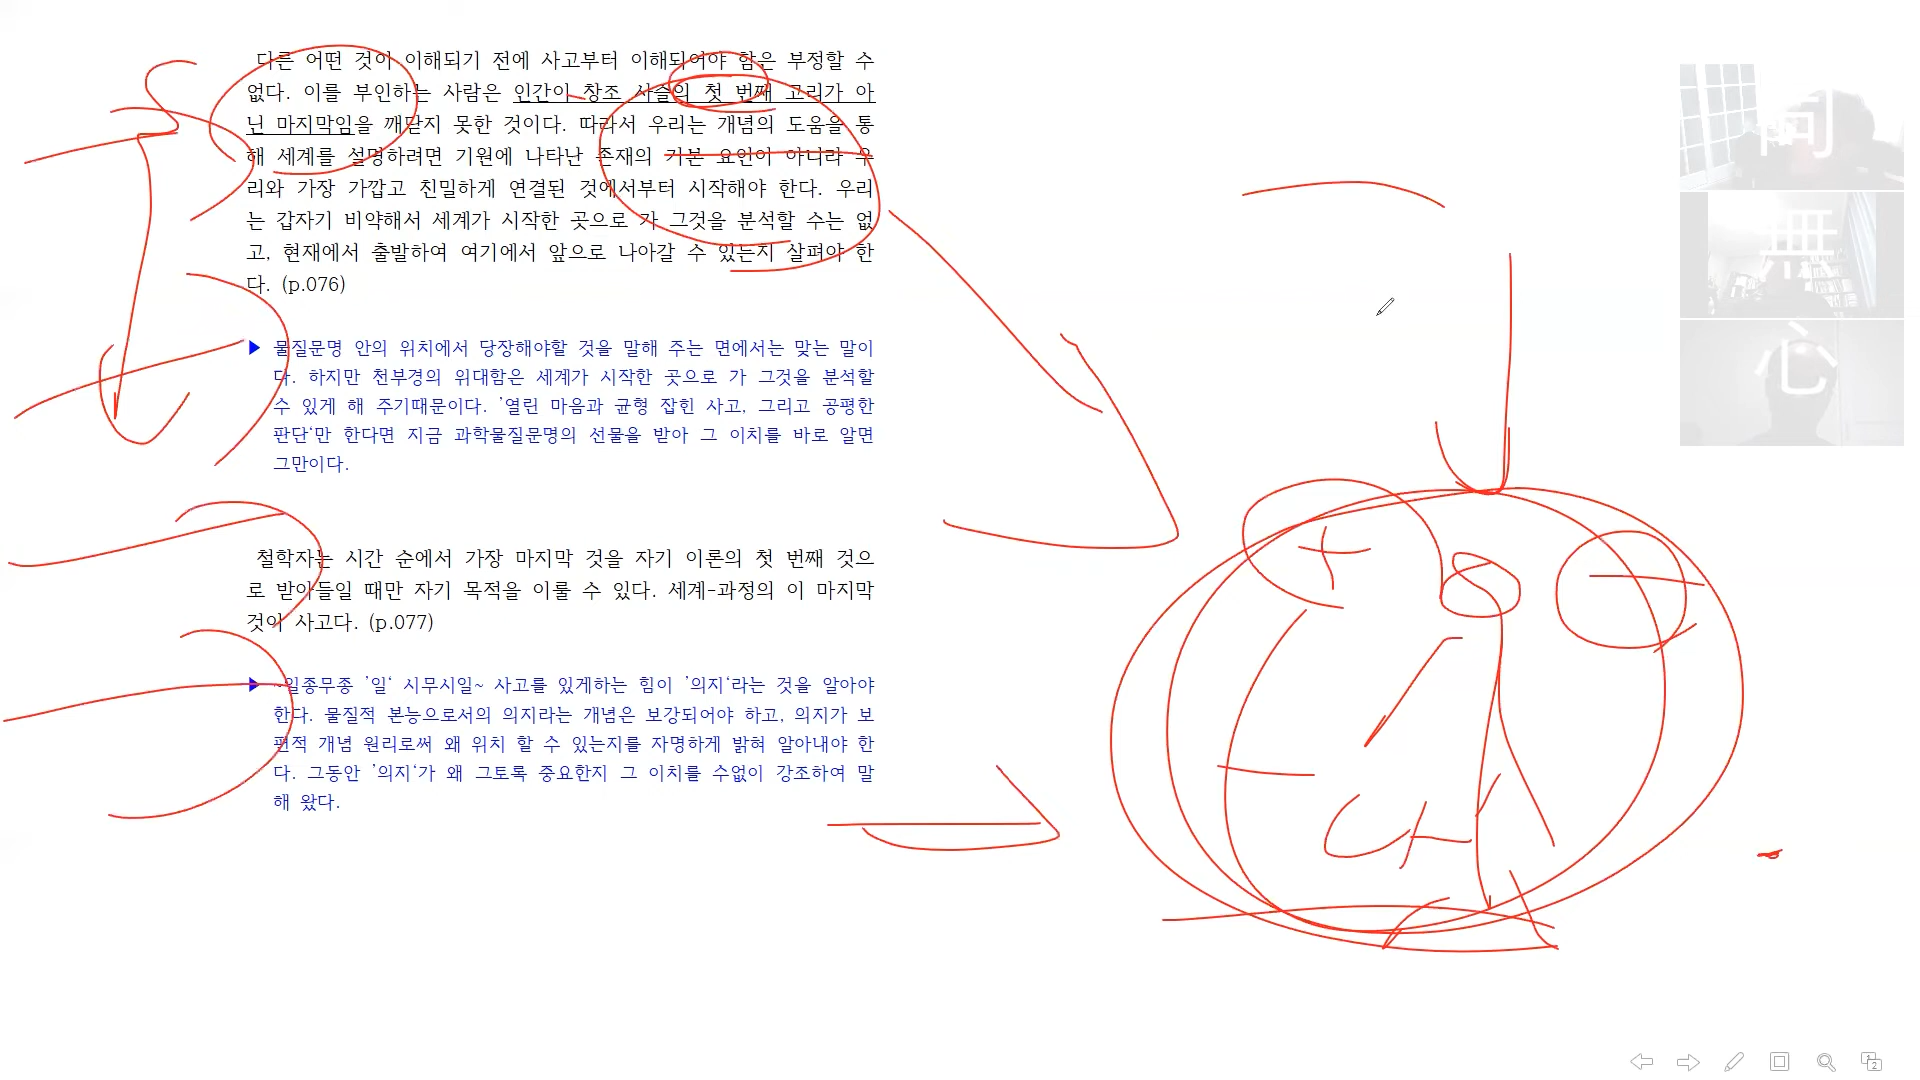 다른 어떤 것이 이해되기 전에 사고부터 이해되어야 함은 부정할 수
없다. 이를 부인하는 사람은 인간이 창조 사슬의 첫 번째 고리가 아
닌 마지막임을 깨닫지 못한 것이다. 따라서 우리는 개념의 도움을 통
해 세계를 설명하려면 기원에 나타난 존재의 기본 요인이 아니라 우
리와 가장 가깝고 친밀하게 연결된 것에서부터 시작해야 한다. 우리
는 갑자기 비약해서 세계가 시작한 곳으로 가 그것을 분석할 수는 없
고, 현재에서 출발하여 여기에서 앞으로 나아갈 수 있는지 살펴야 한
다. (p.076)
▶ 물질문명 안의 위치에서 당장해야할 것을 말해 주는 면에서는 맞는 말이
다. 하지만 천부경의 위대함은 세계가 시작한 곳으로 가 그것을 분석할
수 있게 해 주기때문이다. '열린 마음과 균형 잡힌 사고, 그리고 공평한
판단'만 한다면 지금 과학물질문명의 선물을 받아 그 이치를 바로 알면
그만이다.
철학자는 시간 순에서 가장 마지막 것을 자기 이론의 첫 번째 것으
로 받아들일 때만 자기 목적을 이룰 수 있다. 세계-과정의 이 마지막
것이 사고다. (p.077)
▶ ~일종무종 '일' 시무시일~ 사고를 있게하는 힘이 '의지'라는 것을 알아야
한다. 물질적 본능으로서의 의지라는 개념은 보강되어야 하고, 의지가 보
편적 개념 원리로써 왜 위치 할 수 있는지를 자명하게 밝혀 알아내야 한
다. 그동안 '의지'가 왜 그토록 중요한지 그 이치를 수없이 강조하여 말
해 왔다.
無
心